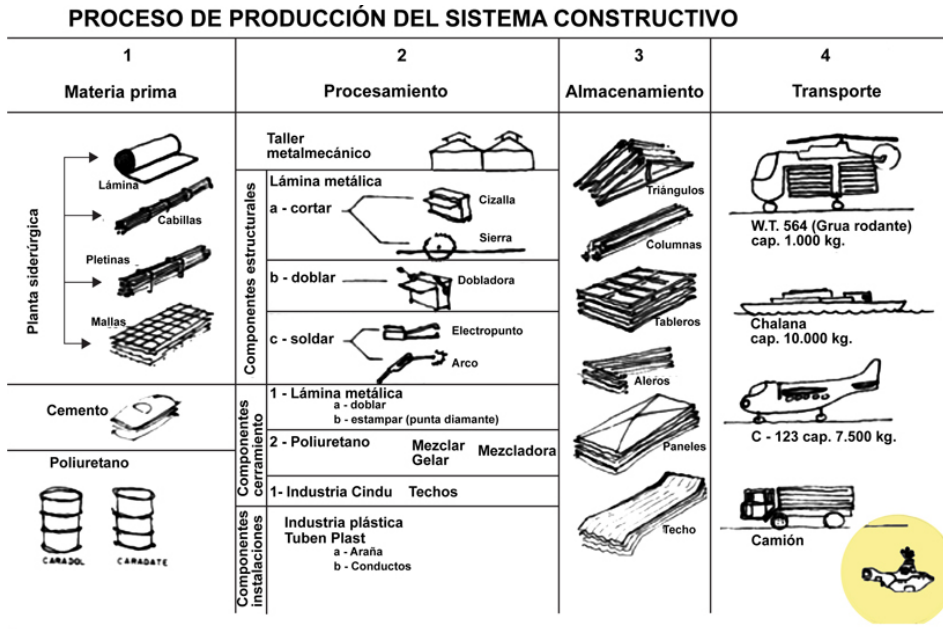 PROCESO DE PRODUCCIÓN DEL SISTEMA CONSTRUCTIVO
1
Materia prima
2
Procesamiento
3
Almacenamiento
4
Transporte
Planta siderúrgica
Lámina
Cabillas
Pletinas
Mallas
Cemento
Poliuretano
CARADOL
CARADATE
Taller
metalmecánico
Componentes estructurales
Lámina metálica
a - cortar
Cizalla
Sierra
b - doblar
Dobladora
c - soldar
Electropunto
Arco
Componentes
cerramiento
1 - Lámina metálica
a - doblar
b - estampar (punta diamante)
2 - Poliuretano
Mezclar
Gelar
Mezcladora
1- Industria Cindu Techos
Componentes
instalaciones
Industria plástica
Tuben Plast
a - Araña
b - Conductos
Triángulos
Columnas
Tableros
Aleros
Paneles
Techo
W.T. 564 (Grua rodante)
cap. 1.000 kg.
Chalana
cap. 10.000 kg.
C - 123 cap. 7.500 kg.
Camión